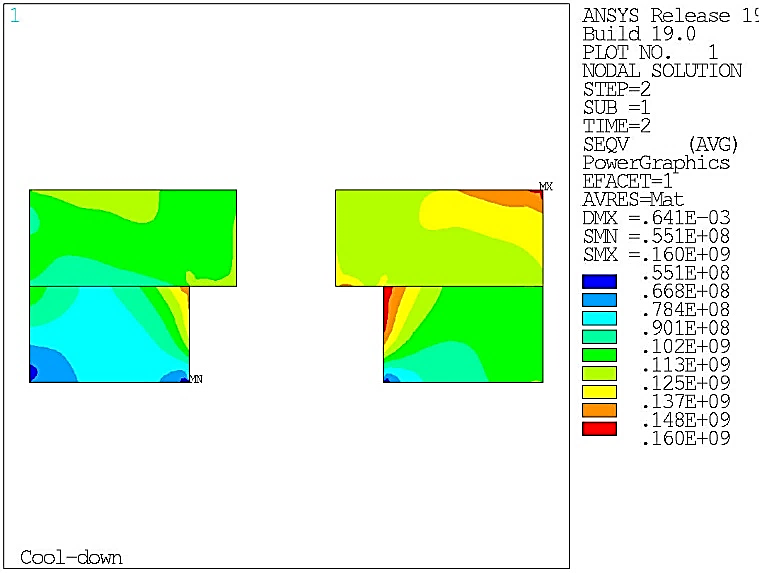 1
ANSYS Release 19
Build 19.0
PLOT NO. 1
NODAL SOLUTION
STEP=2
SUB =1
TIME=2
SEQV (AVG)
PowerGraphics
EFACET=1
AVRES=Mat
DMX =.641E-03
SMN =.551E+08
SMX =.160E+09
.551E+08
.668E+08
.784E+08
.901E+08
.102E+09
.113E+09
.125E+09
.137E+09
.148E+09
.160E+09
MX
MN
Cool-down